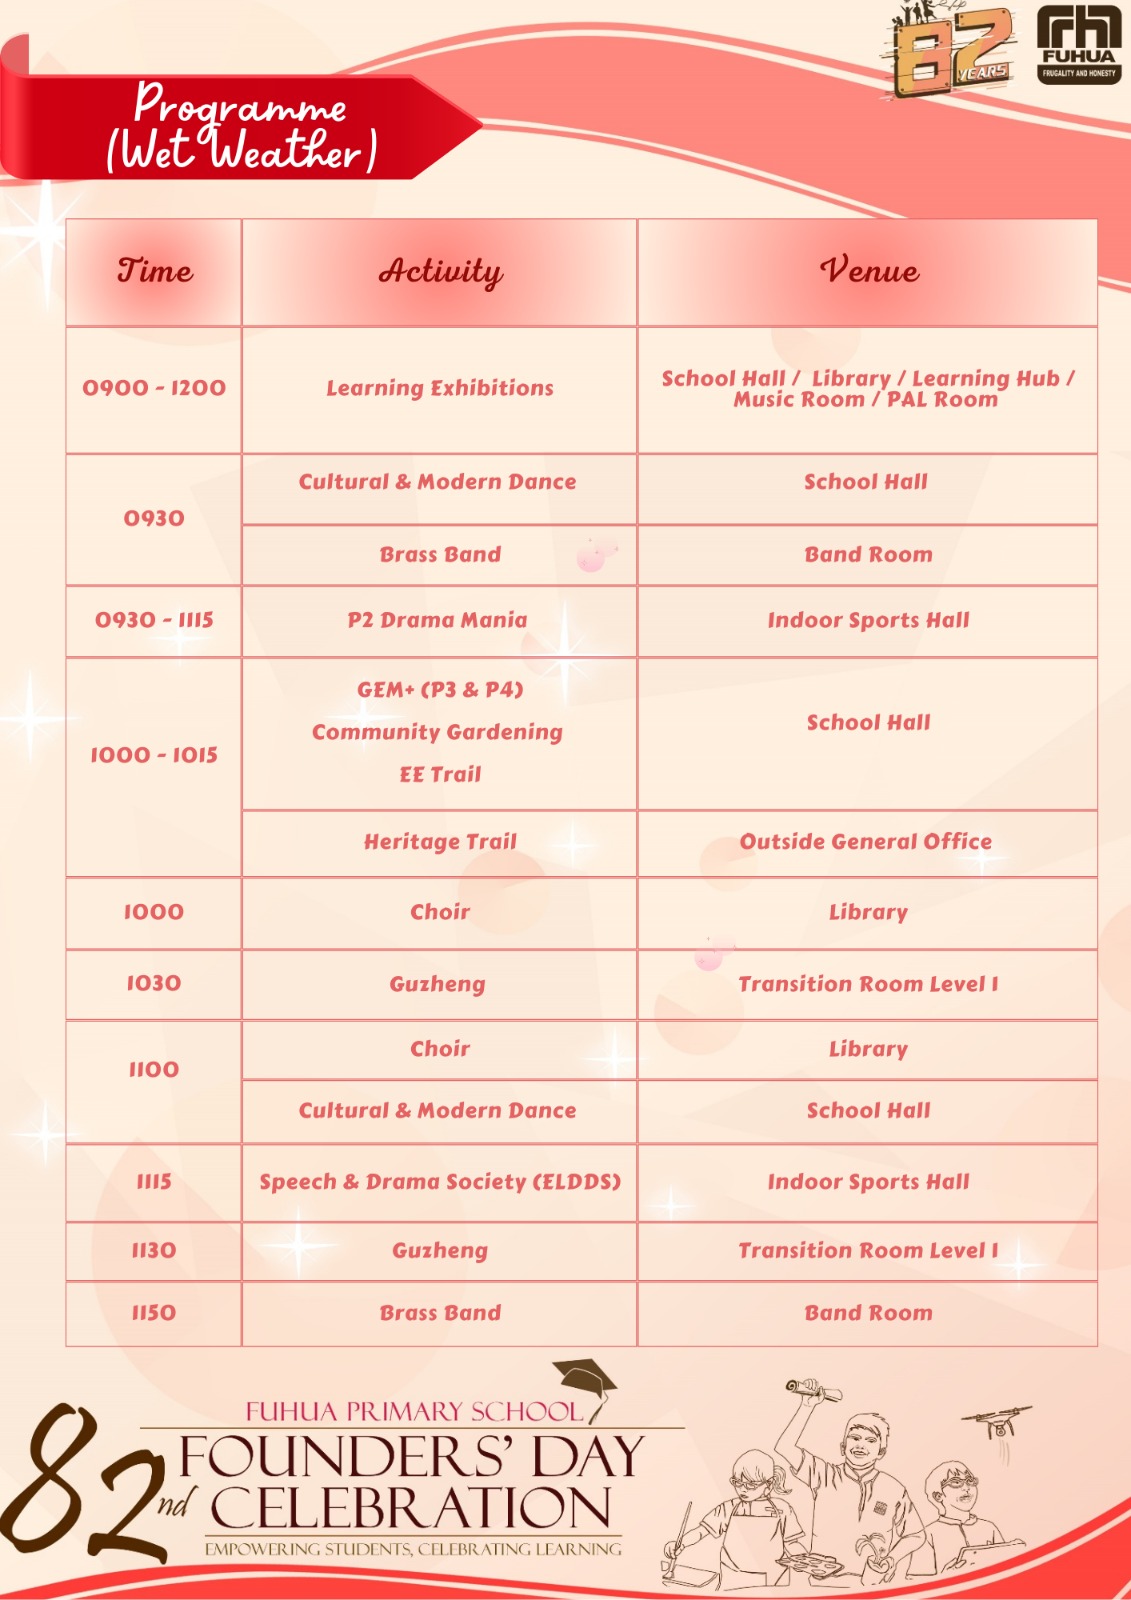 82
YEARS
FUHUA
FRUGALITY AND HONESTY
Programme
(Wet Weather)
Time
Activity
Venue
0900 - 1200
Learning Exhibitions
School Hall / Library / Learning Hub /
Music Room / PAL Room
0930
Cultural & Modern Dance
School Hall
Brass Band
Band Room
0930 - 1115
P2 Drama Mania
Indoor Sports Hall
1000 - 1015
GEM+ (P3 & P4)
Community Gardening
EE Trail
School Hall
Heritage Trail
Outside General Office
1000
Choir
Library
1030
Guzheng
Transition Room Level 1
1100
Choir
Library
Cultural & Modern Dance
School Hall
1115
Speech & Drama Society (ELDDS)
Indoor Sports Hall
1130
Guzheng
Transition Room Level 1
1150
Brass Band
Band Room
82nd
FUHUA PRIMARY SCHOOL
FOUNDERS' DAY
CELEBRATION
EMPOWERING STUDENTS, CELEBRATING LEARNING